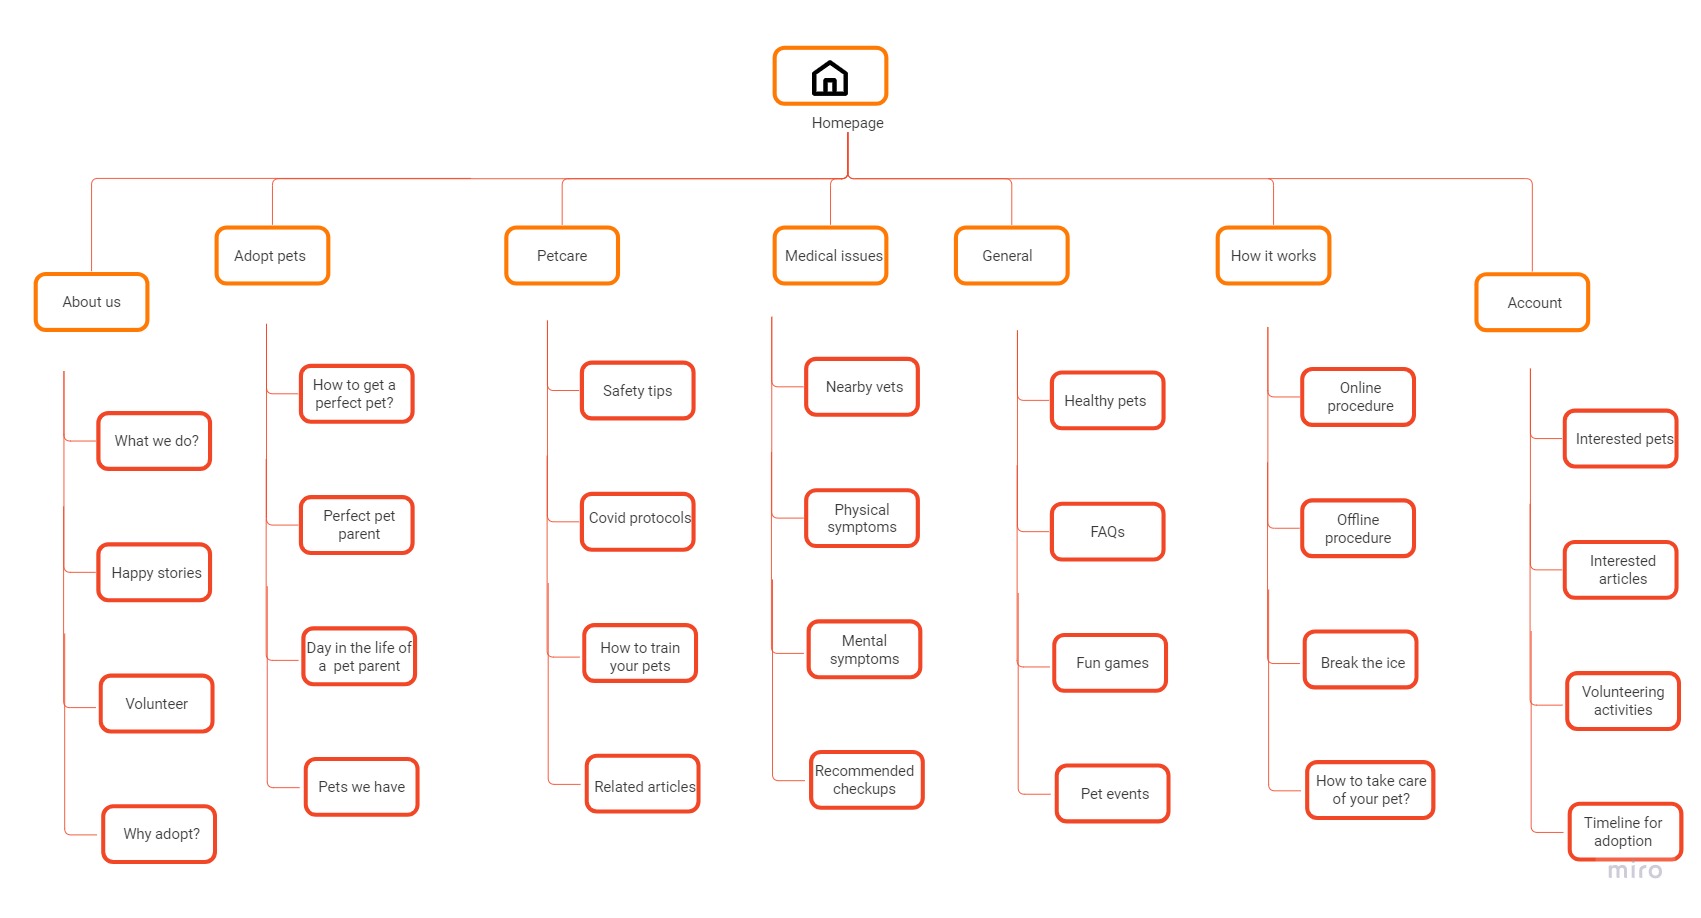 Homepage
About us
Adopt pets
Petcare
Medical issues
General
How it works
Account
What we do?
Happy stories
Volunteer
Why adopt?
How to get a
perfect pet?
Perfect pet
parent
Day in the life of
a pet parent
Pets we have
Safety tips
Covid protocols
How to train
your pets
Related articles
Nearby vets
Physical
symptoms
Mental
symptoms
Recommended
checkups
Healthy pets
FAQs
Fun games
Pet events
Online
procedure
Offline
procedure
Break the ice
How to take care
of your pet?
Interested pets
Interested
articles
Volunteering
activities
Timeline for
adoption
miro